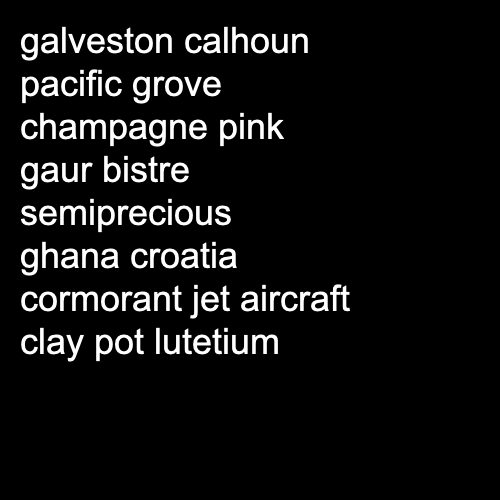 galveston calhoun
pacific grove
champagne pink
gaur bistre
semiprecious
ghana croatia
cormorant jet aircraft
clay pot lutetium